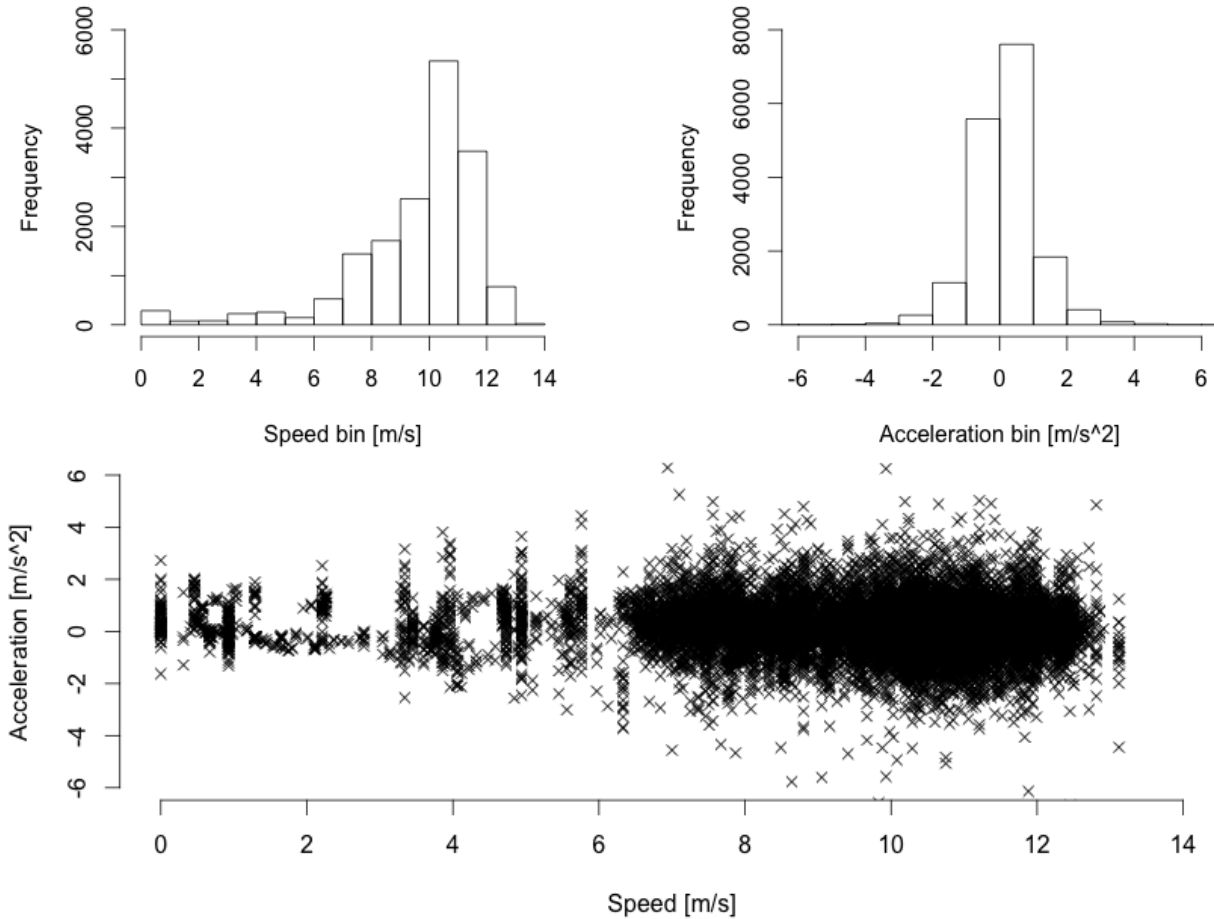 Frequency
0
2000
4000
6000
0 2 4 6 8 10 12 14
Speed bin [m/s]
Frequency
0
2000
4000
6000
8000
-6 -4 -2 0 2 4 6
Acceleration bin [m/s^2]
Acceleration [m/s^2]
6
4
2
0
-2
-4
-6
0 2 4 6 8 10 12 14
Speed [m/s]